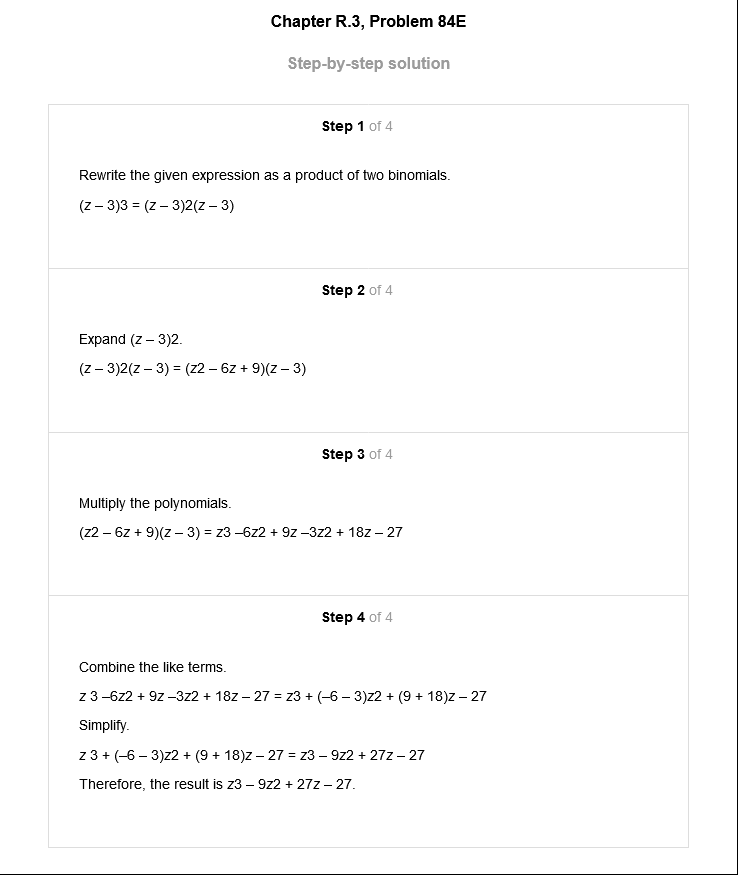 Chapter R.3, Problem 84E
Step-by-step solution
Step 1 of 4
Rewrite the given expression as a product of two binomials.
(z – 3)3 = (z – 3)2(z – 3)
Step 2 of 4
Expand (z – 3)2.
(z – 3)2(z – 3) = (z2 – 6z + 9)(z – 3)
Step 3 of 4
Multiply the polynomials.
(z2 – 6z + 9)(z – 3) = z3 –6z2 + 9z –3z2 + 18z – 27
Step 4 of 4
Combine the like terms.
z 3 –6z2 + 9z –3z2 + 18z – 27 = z3 + (–6 – 3)z2 + (9 + 18)z – 27
Simplify.
z 3 + (–6 – 3)z2 + (9 + 18)z – 27 = z3 – 9z2 + 27z – 27
Therefore, the result is z3 – 9z2 + 27z – 27.